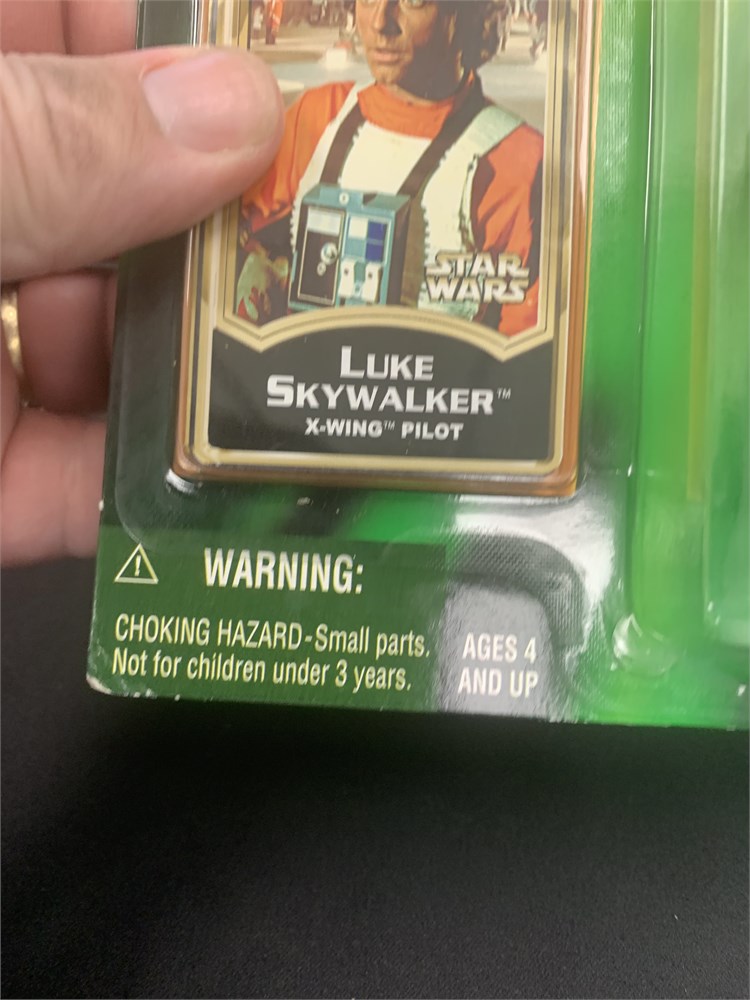 STAR
WARS
LUKE
SKYWALKER™
X-WING™ PILOT
WARNING:
CHOKING HAZARD-Small parts.
Not for children under 3 years.
AGES 4
AND UP